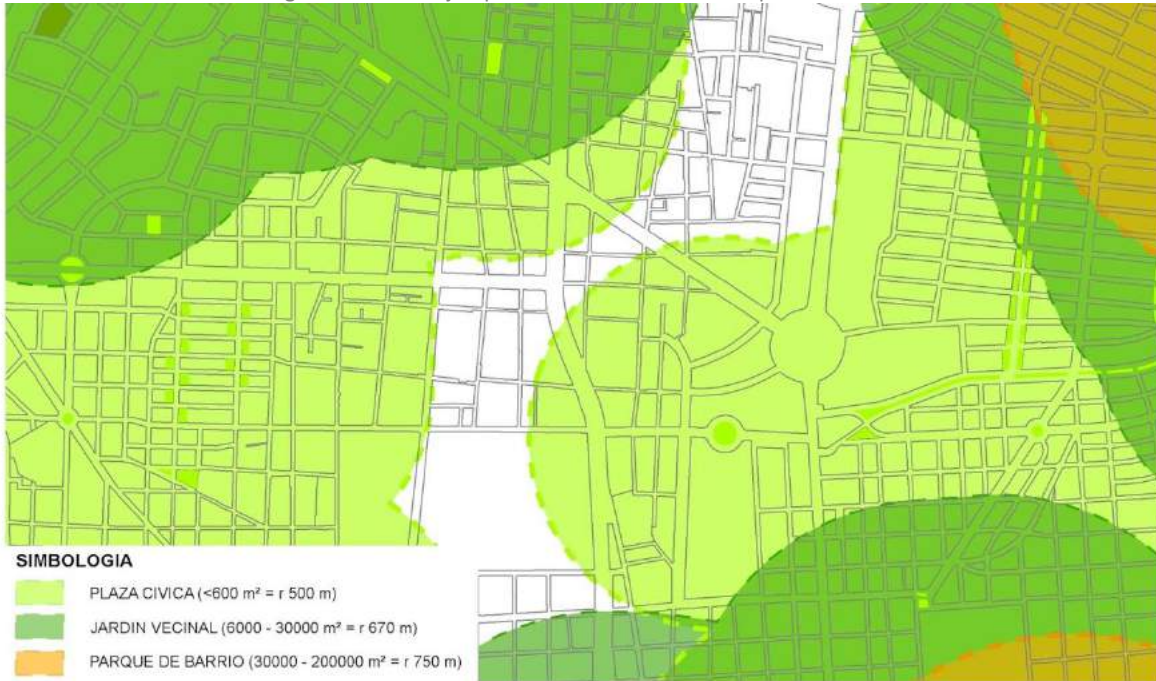 SIMBOLOGIA
PLAZA CIVICA (<600 m² = r 500 m)
JARDIN VECINAL (6000 - 30000 m² = r 670 m)
PARQUE DE BARRIO (30000 - 200000 m² = r 750 m)